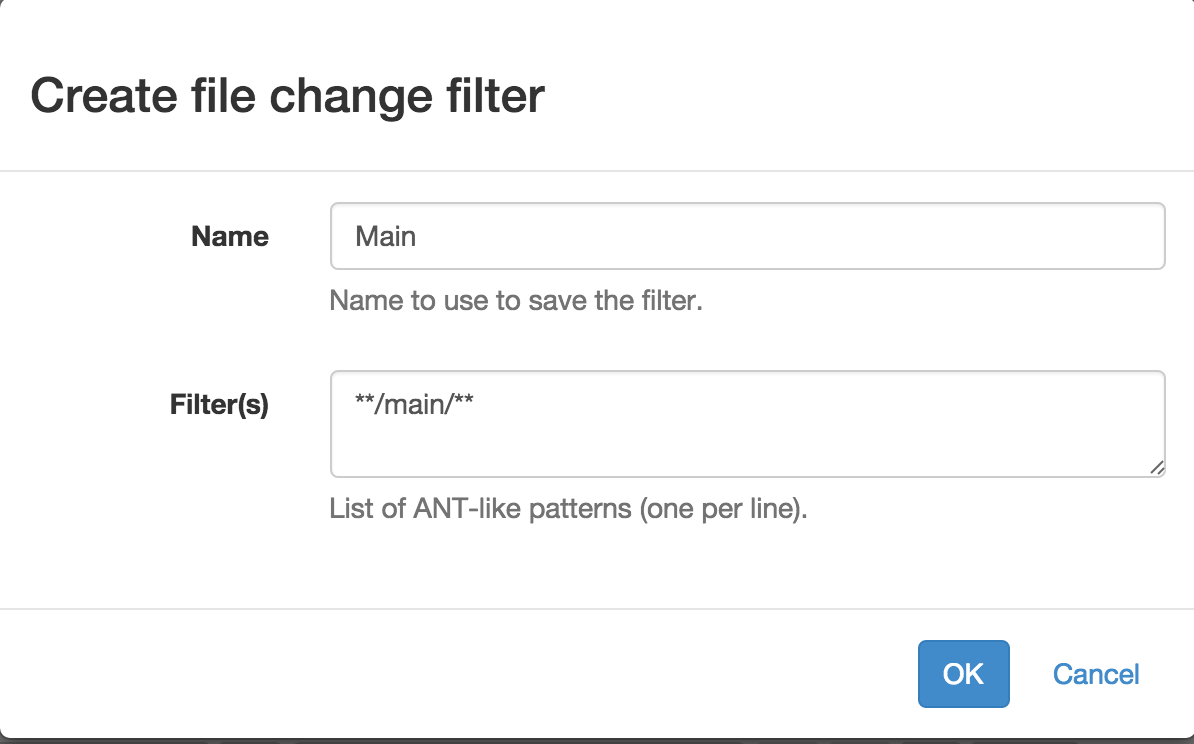 Create file change filter
Name
Main
Name to use to save the filter.
Filter(s)
**/main/**
List of ANT-like patterns (one per line).
OK
Cancel